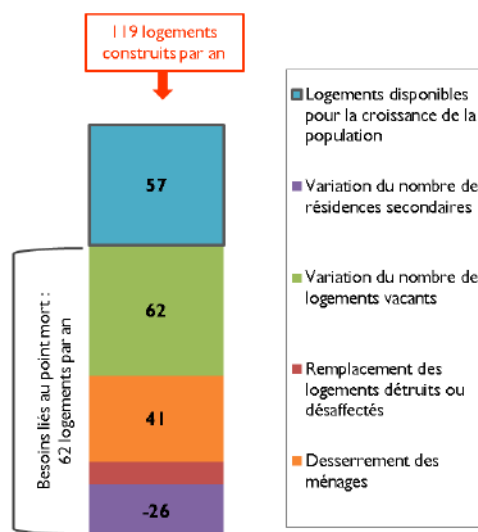 119 logements
construits par an
57
62
41
-26
Besoins liés au point mort :
62 logements par an
Logements disponibles
pour la croissance de la
population
Variation du nombre de
résidences secondaires
Variation du nombre de
logements vacants
Remplacement des
logements détruits ou
désaffectés
Desserrement des
ménages